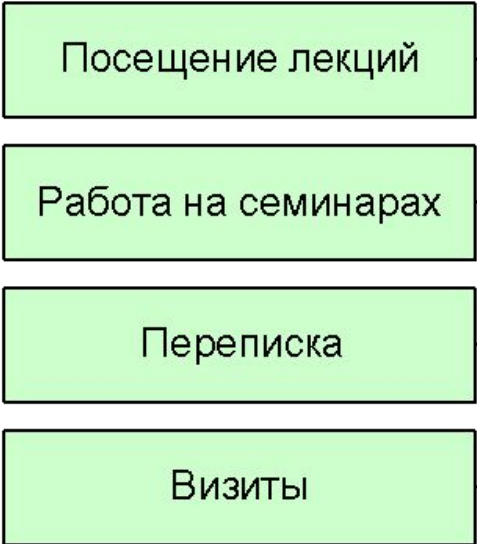 Посещение лекций
Работа на семинарах
Переписка
Визиты